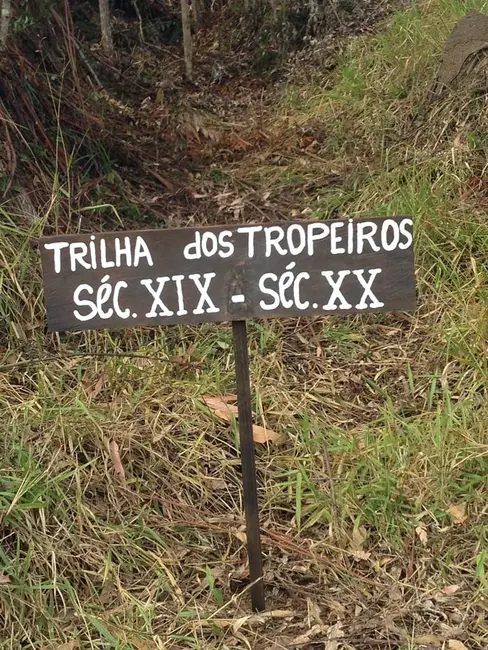 TRILHA dos TROPEIROS
SÉC. XIX - SÉC. XX